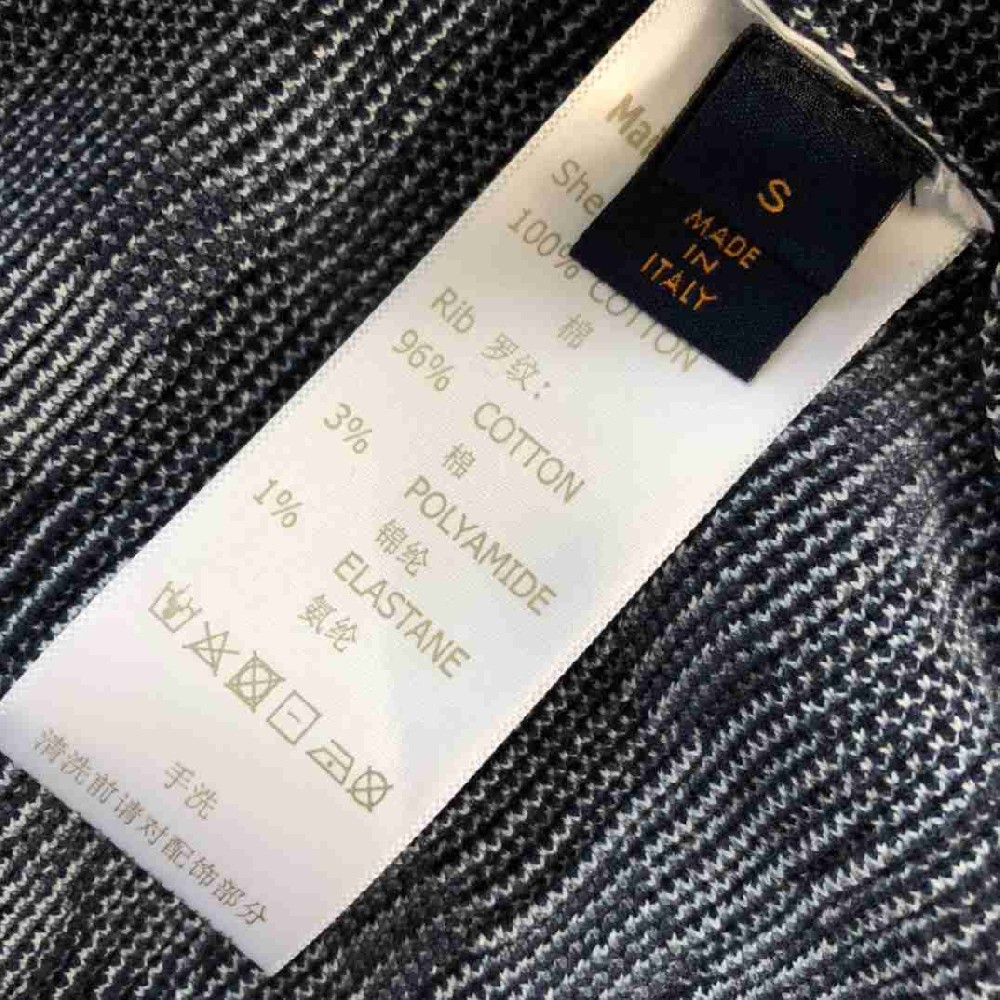 S
MADE
IN
ITALY
100% COTTON
棉
Rib 罗纹：
96% COTTON
棉
3% POLYAMIDE
锦纶
1% ELASTANE
氨纶
手洗
清洗前请对配饰部分